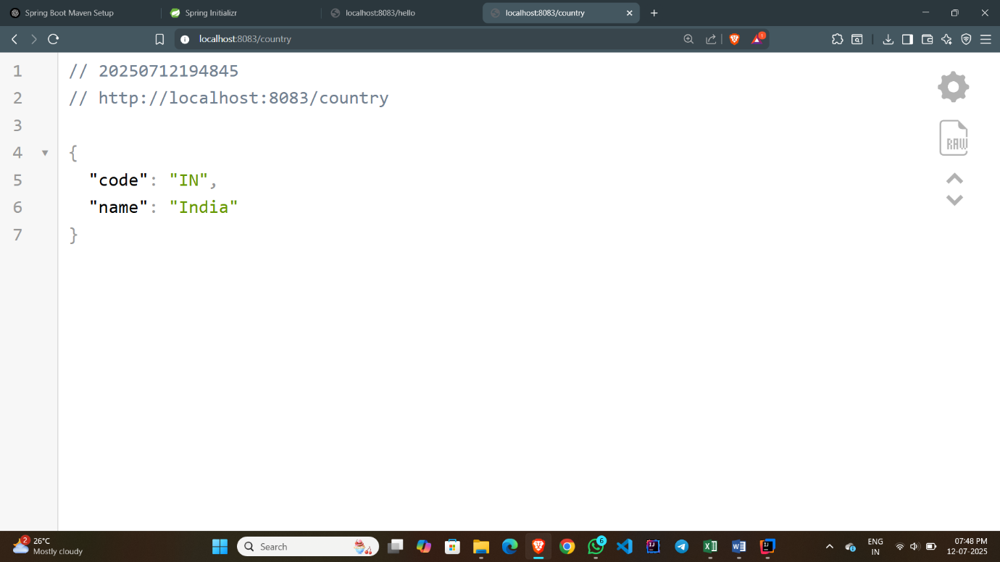 Spring Boot Maven Setup
Spring Initializr
localhost:8083/hello
localhost:8083/country
localhost:8083/country
1 // 20250712194845
2 // http://localhost:8083/country
3
4 {
5 "code": "IN",
6 "name": "India"
7 }
RAW
2
26°C
Mostly cloudy
Search
6
ENG
IN
07:48 PM
12-07-2025